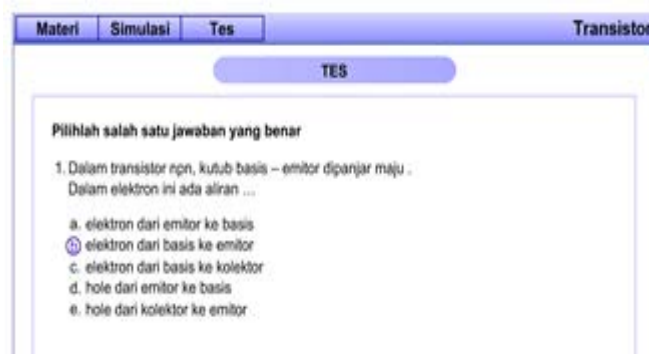 Materi Simulasi Tes Transistor
TES
Pilihlah salah satu jawaban yang benar
1. Dalam transistor npn, kutub basis – emitor dipanjar maju .
Dalam elektron ini ada aliran ...
a. elektron dari emitor ke basis
b. elektron dari basis ke emitor
c. elektron dari basis ke kolektor
d. hole dari emitor ke basis
e. hole dari kolektor ke emitor